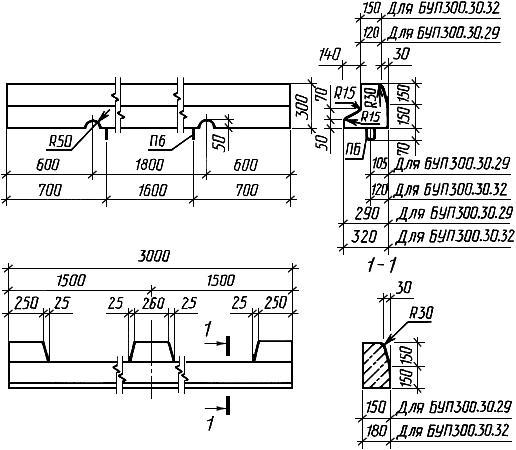 150 Для БУП300.30.32
120 Для БУП300.30.29
140
30
R15
70
R30
150
300
R15
150
R50
П6
50
50
П6
70
600
1800
600
105 Для БУП300.30.29
700
1600
700
120 Для БУП300.30.32
290 Для БУП300.30.29
320 Для БУП300.30.32
3000
1-1
1500
1500
30
250
25
25
260
25
25
250
R30
1
150
150
1
150 Для БУП300.30.29
180 Для БУП300.30.32